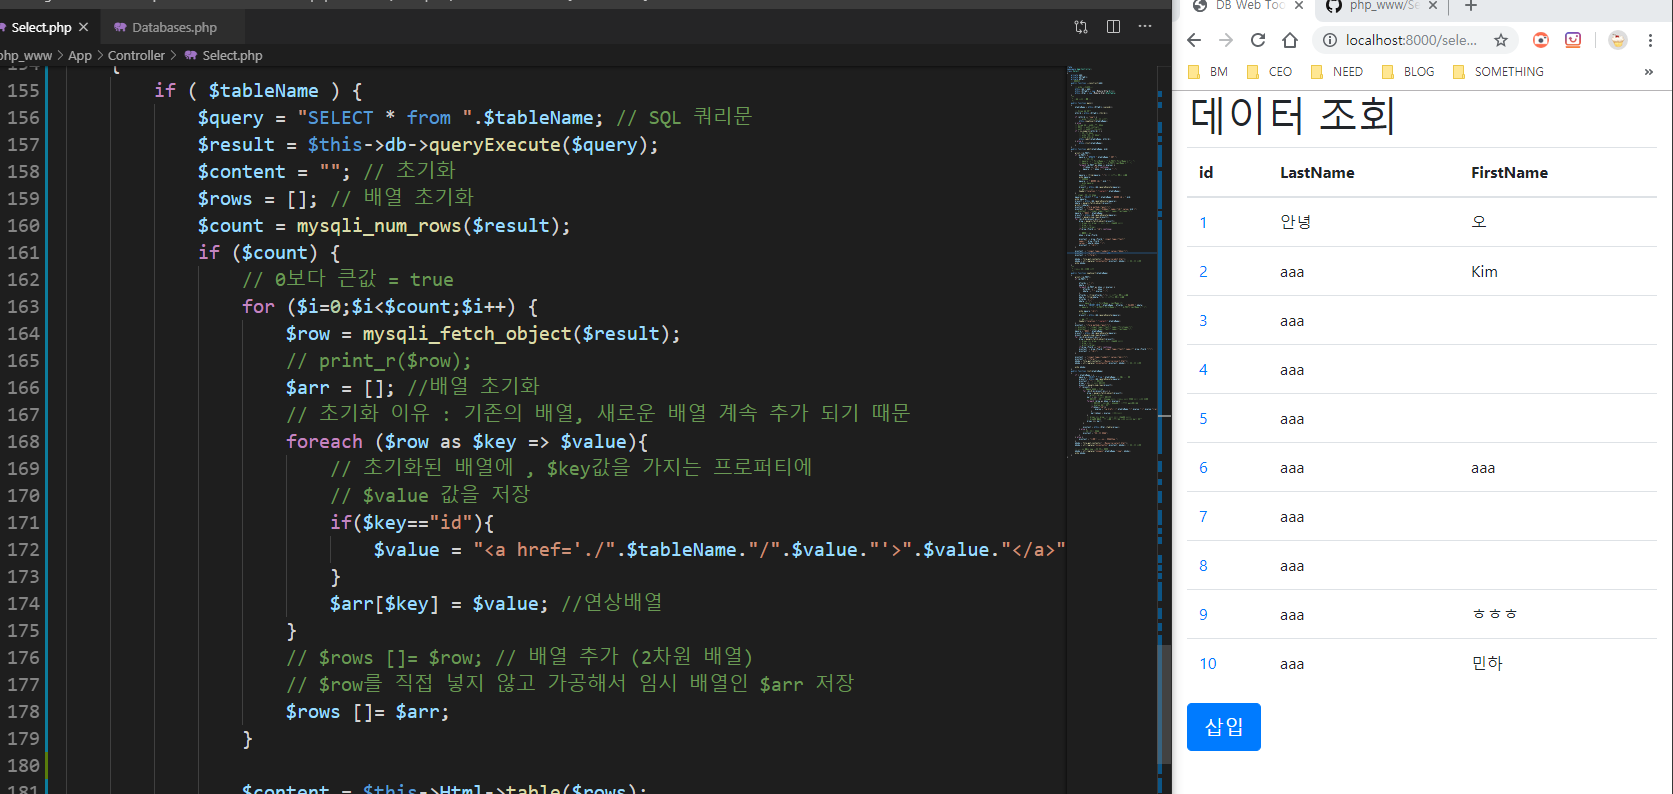 Select.php
Databases.php
php_www > App > Controller > Select.php
155 if ( $tableName ) {
156 $query = "SELECT * from ".$tableName; // SQL 쿼리문
157 $result = $this->db->queryExecute($query);
158 $content = ""; // 초기화
159 $rows = []; // 배열 초기화
160 $count = mysqli_num_rows($result);
161 if ($count) {
162 // 0보다 큰값 = true
163 for ($i=0;$i<$count;$i++) {
164 $row = mysqli_fetch_object($result);
165 // print_r($row);
166 $arr = []; //배열 초기화
167 // 초기화 이유 : 기존의 배열, 새로운 배열 계속 추가 되기 때문
168 foreach ($row as $key => $value){
169 // 초기화된 배열에 , $key값을 가지는 프로퍼티에
170 // $value 값을 저장
171 if($key=="id"){
172 $value = "<a href='./".$tableName."/".$value."'>".$value."</a>"
173 }
174 $arr[$key] = $value; //연상배열
175 }
176 // $rows []= $row; // 배열 추가 (2차원 배열)
177 // $row를 직접 넣지 않고 가공해서 임시 배열인 $arr 저장
178 $rows []= $arr;
179 }
180
181 $content = $this->Html->table($rows);
DB Web Too
php_www/Se
localhost:8000/sele...
BM CEO NEED BLOG SOMETHING »
데이터 조회
id LastName FirstName
1 안녕 오
2 aaa Kim
3 aaa
4 aaa
5 aaa
6 aaa aaa
7 aaa
8 aaa
9 aaa ㅎㅎㅎ
10 aaa 민하
삽입